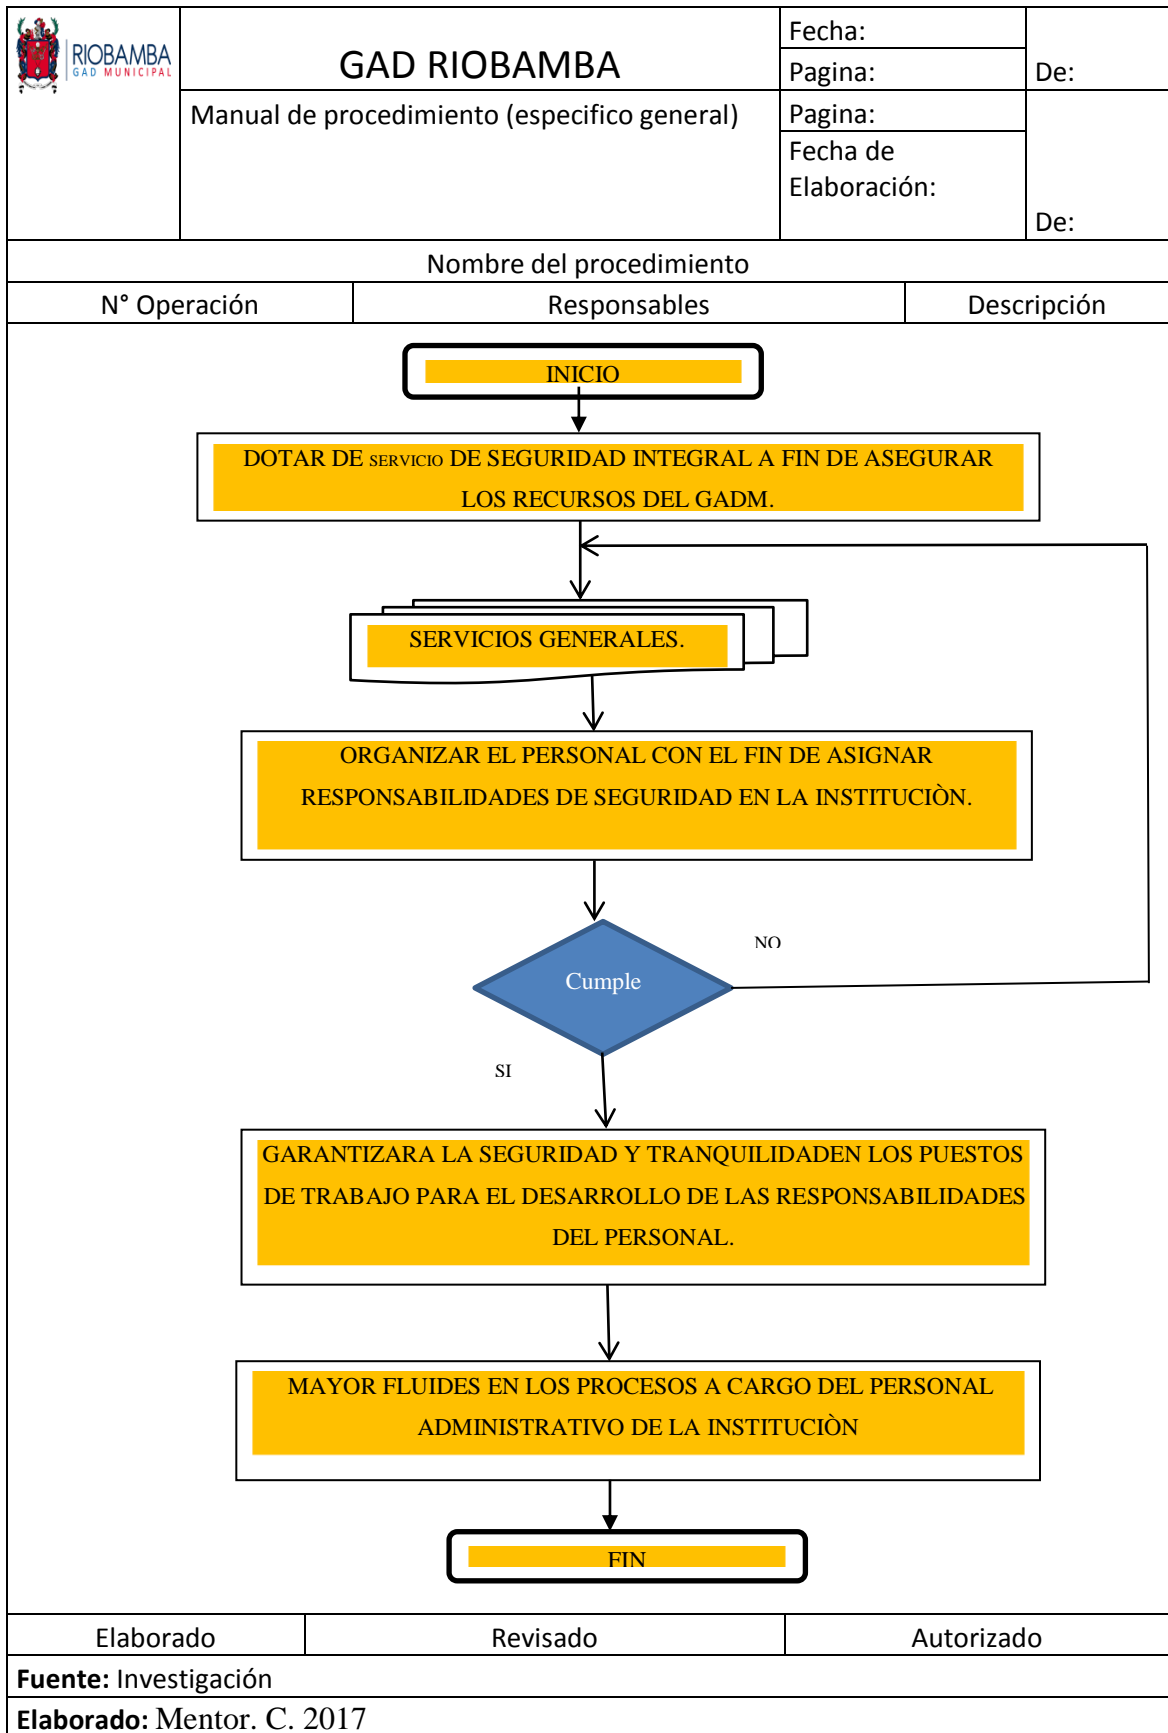 RIOBAMBA
GAD MUNICIPAL
GAD RIOBAMBA
Fecha:
Pagina:
De:
Manual de procedimiento (especifico general)
Pagina:
Fecha de
Elaboración:
De:
Nombre del procedimiento
N° Operación
Responsables
Descripción
INICIO
DOTAR DE SERVICIO DE SEGURIDAD INTEGRAL A FIN DE ASEGURAR
LOS RECURSOS DEL GADM.
SERVICIOS GENERALES.
ORGANIZAR EL PERSONAL CON EL FIN DE ASIGNAR
RESPONSABILIDADES DE SEGURIDAD EN LA INSTITUCIÒN.
NO
Cumple
SI
GARANTIZARA LA SEGURIDAD Y TRANQUILIDADEN LOS PUESTOS
DE TRABAJO PARA EL DESARROLLO DE LAS RESPONSABILIDADES
DEL PERSONAL.
MAYOR FLUIDES EN LOS PROCESOS A CARGO DEL PERSONAL
ADMINISTRATIVO DE LA INSTITUCIÒN
FIN
Elaborado
Revisado
Autorizado
Fuente: Investigación
Elaborado: Mentor. C. 2017